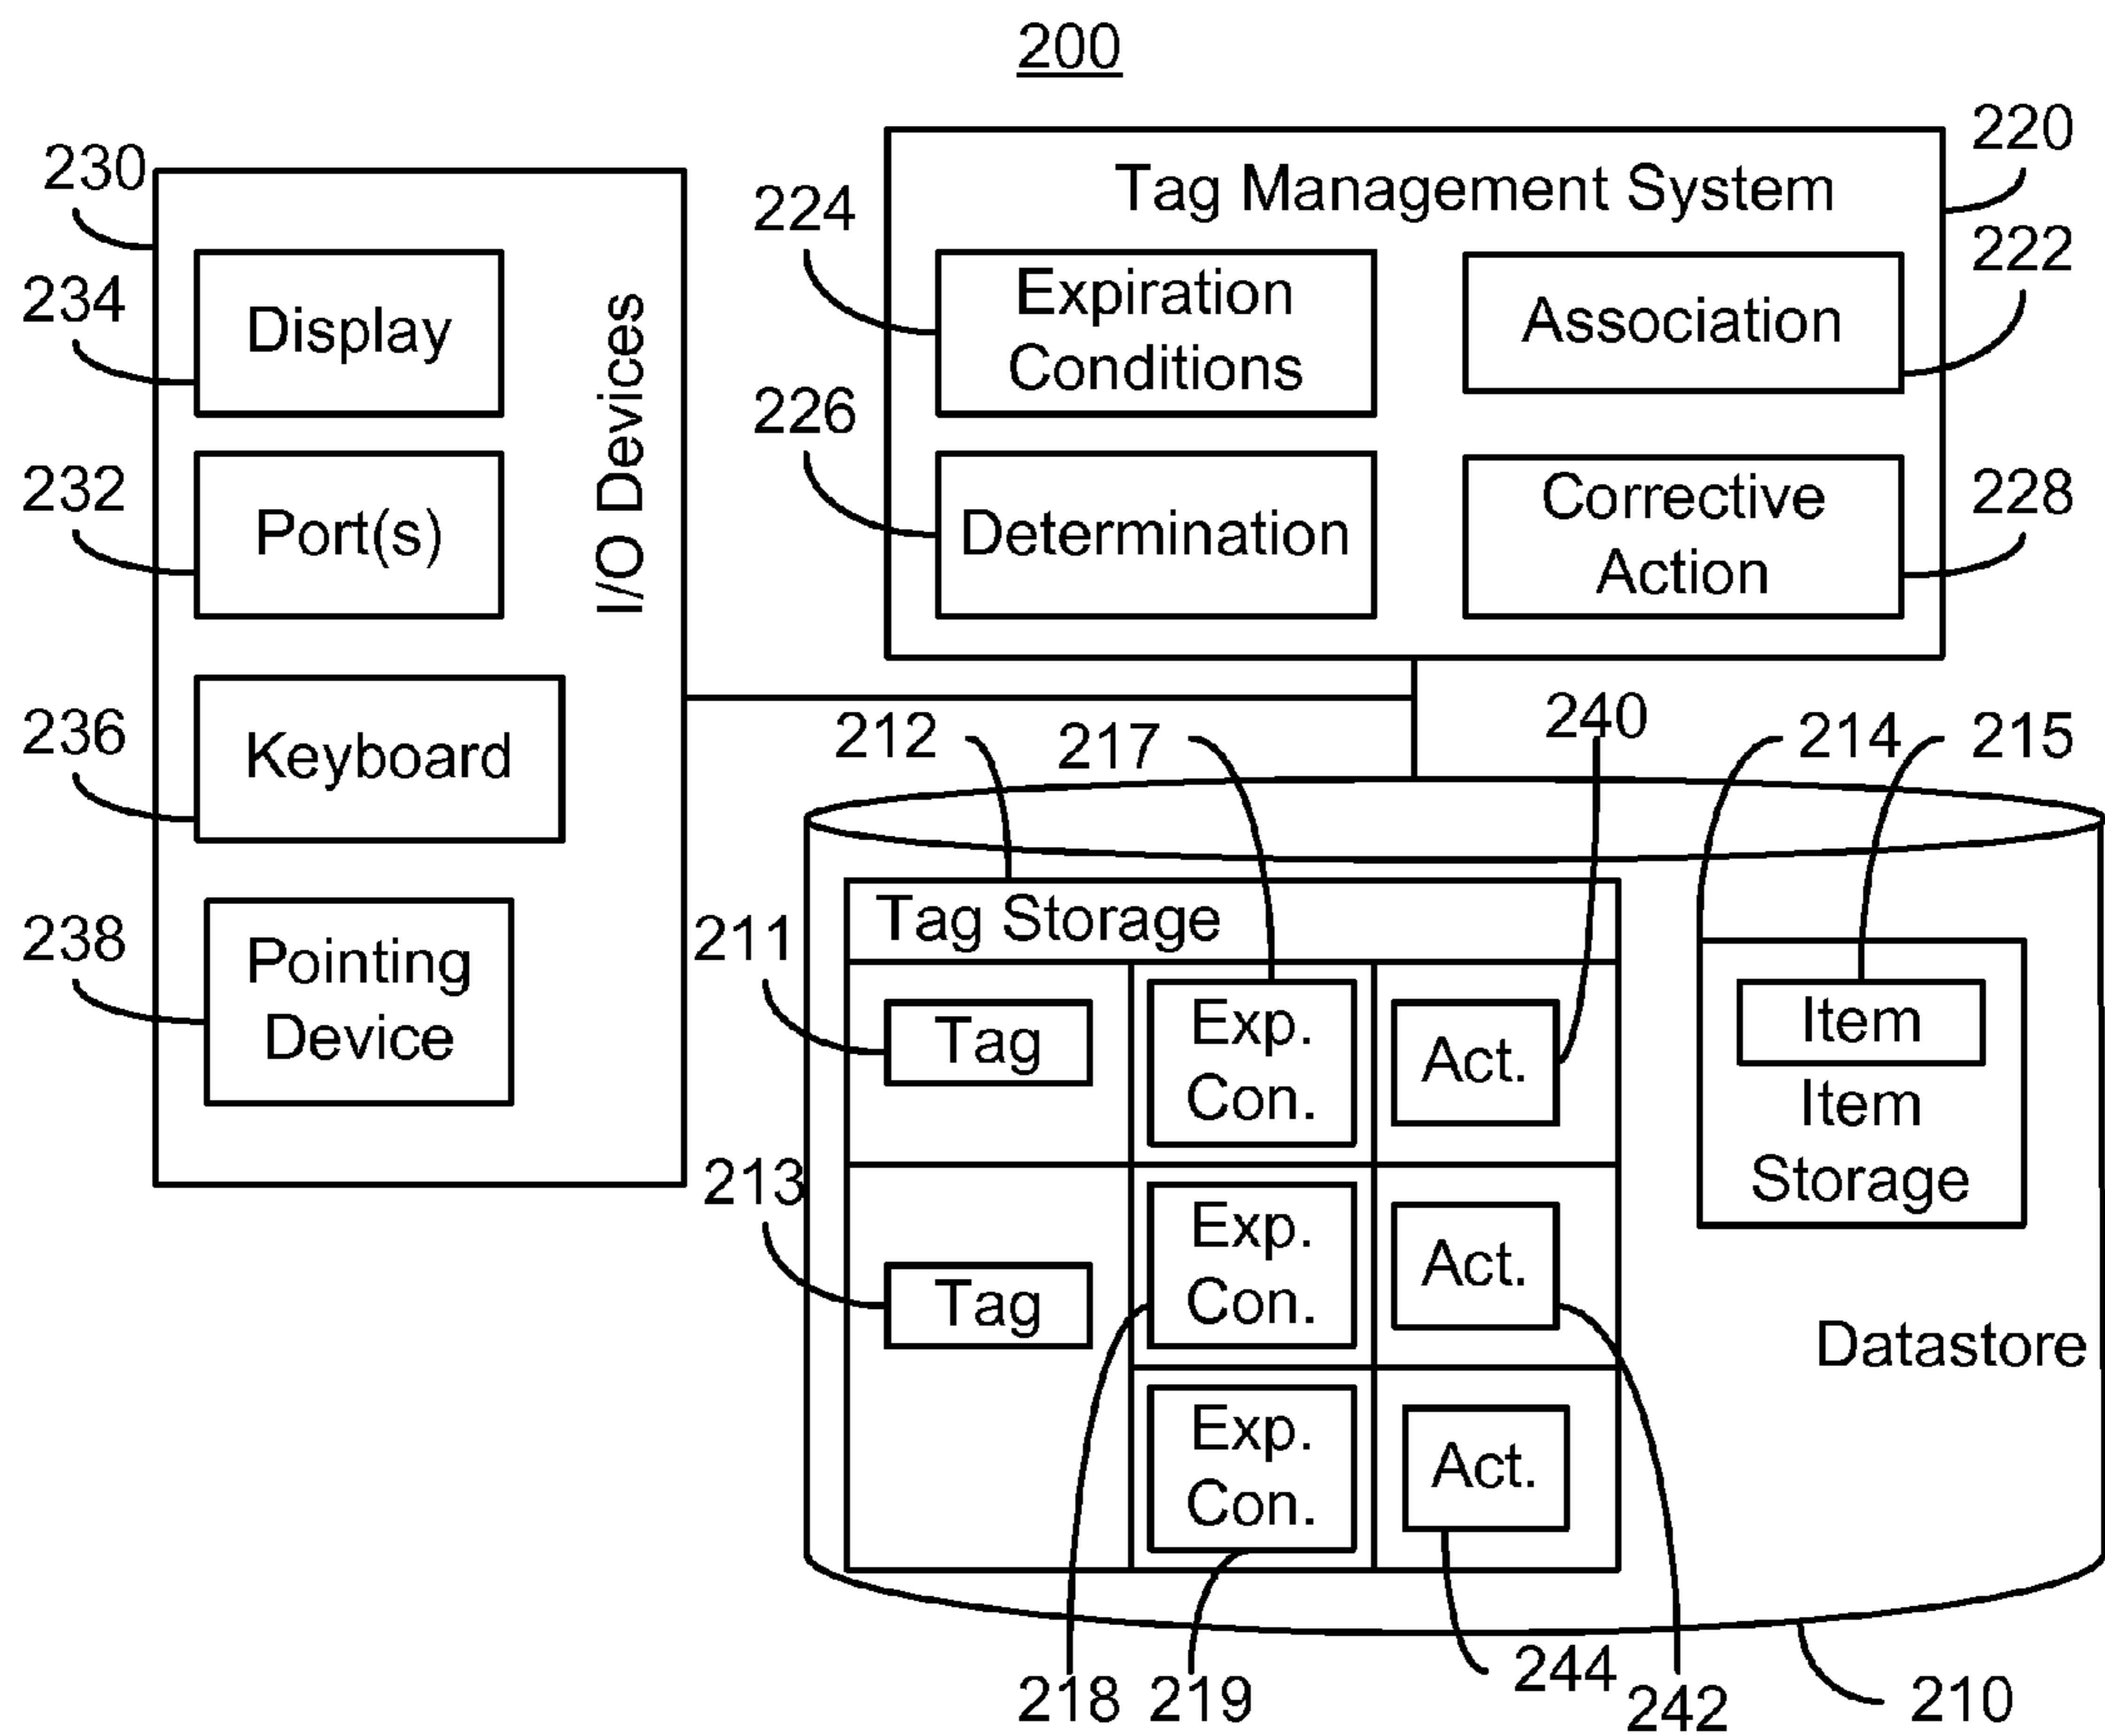 200
230
234
Display
232
Port(s)
236
Keyboard
238
Pointing
Device
I/O Devices
220
Tag Management System
224
Expiration
Conditions
222
Association
226
Determination
228
Corrective
Action
212
217
240
214
215
Tag Storage
211
Tag
Exp.
Con.
Act.
213
Tag
Exp.
Con.
Act.
Exp.
Con.
Act.
Item
Item
Storage
Datastore
218
219
244
242
210